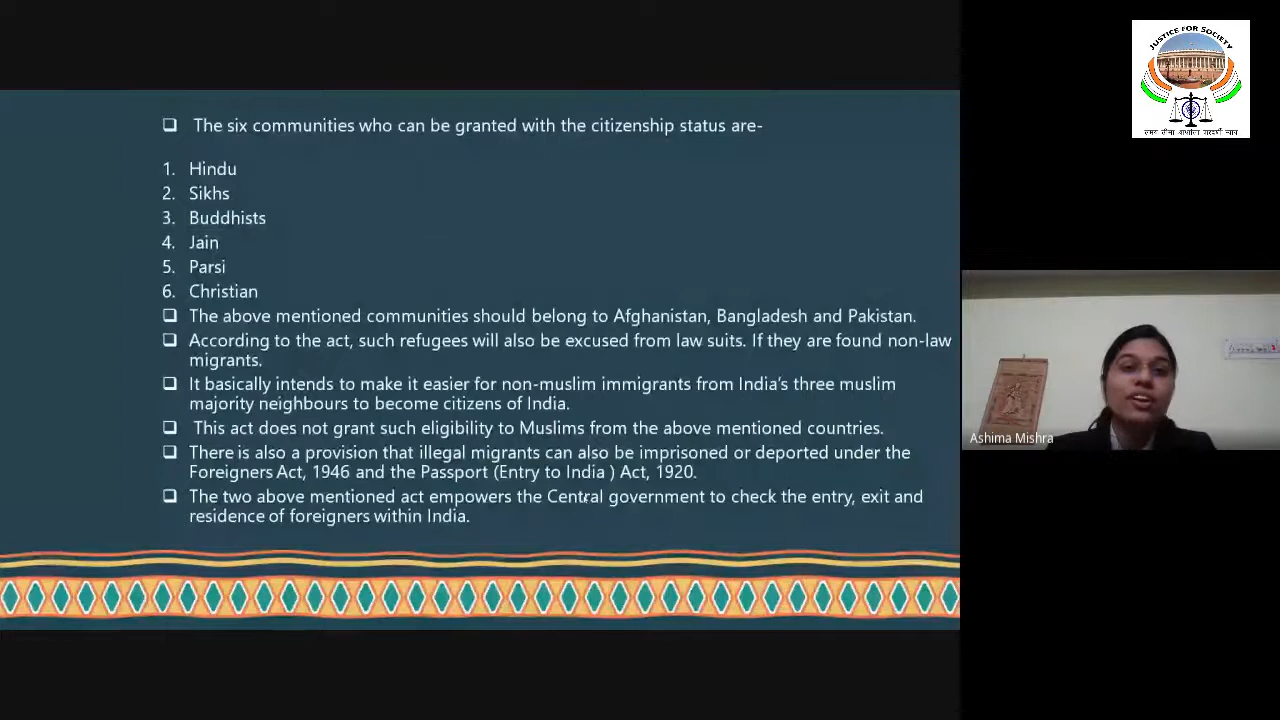 JUSTICE FOR SOCIETY
❑ The six communities who can be granted with the citizenship status are-
1. Hindu
2. Sikhs
3. Buddhists
4. Jain
5. Parsi
6. Christian
❑ The above mentioned communities should belong to Afghanistan, Bangladesh and Pakistan.
❑ According to the act, such refugees will also be excused from law suits. If they are found non-law
migrants.
❑ It basically intends to make it easier for non-muslim immigrants from India's three muslim
majority neighbours to become citizens of India.
❑ This act does not grant such eligibility to Muslims from the above mentioned countries.
❑ There is also a provision that illegal migrants can also be imprisoned or deported under the
Foreigners Act, 1946 and the Passport (Entry to India ) Act, 1920.
❑ The two above mentioned act empowers the Central government to check the entry, exit and
residence of foreigners within India.
Ashima Mishra